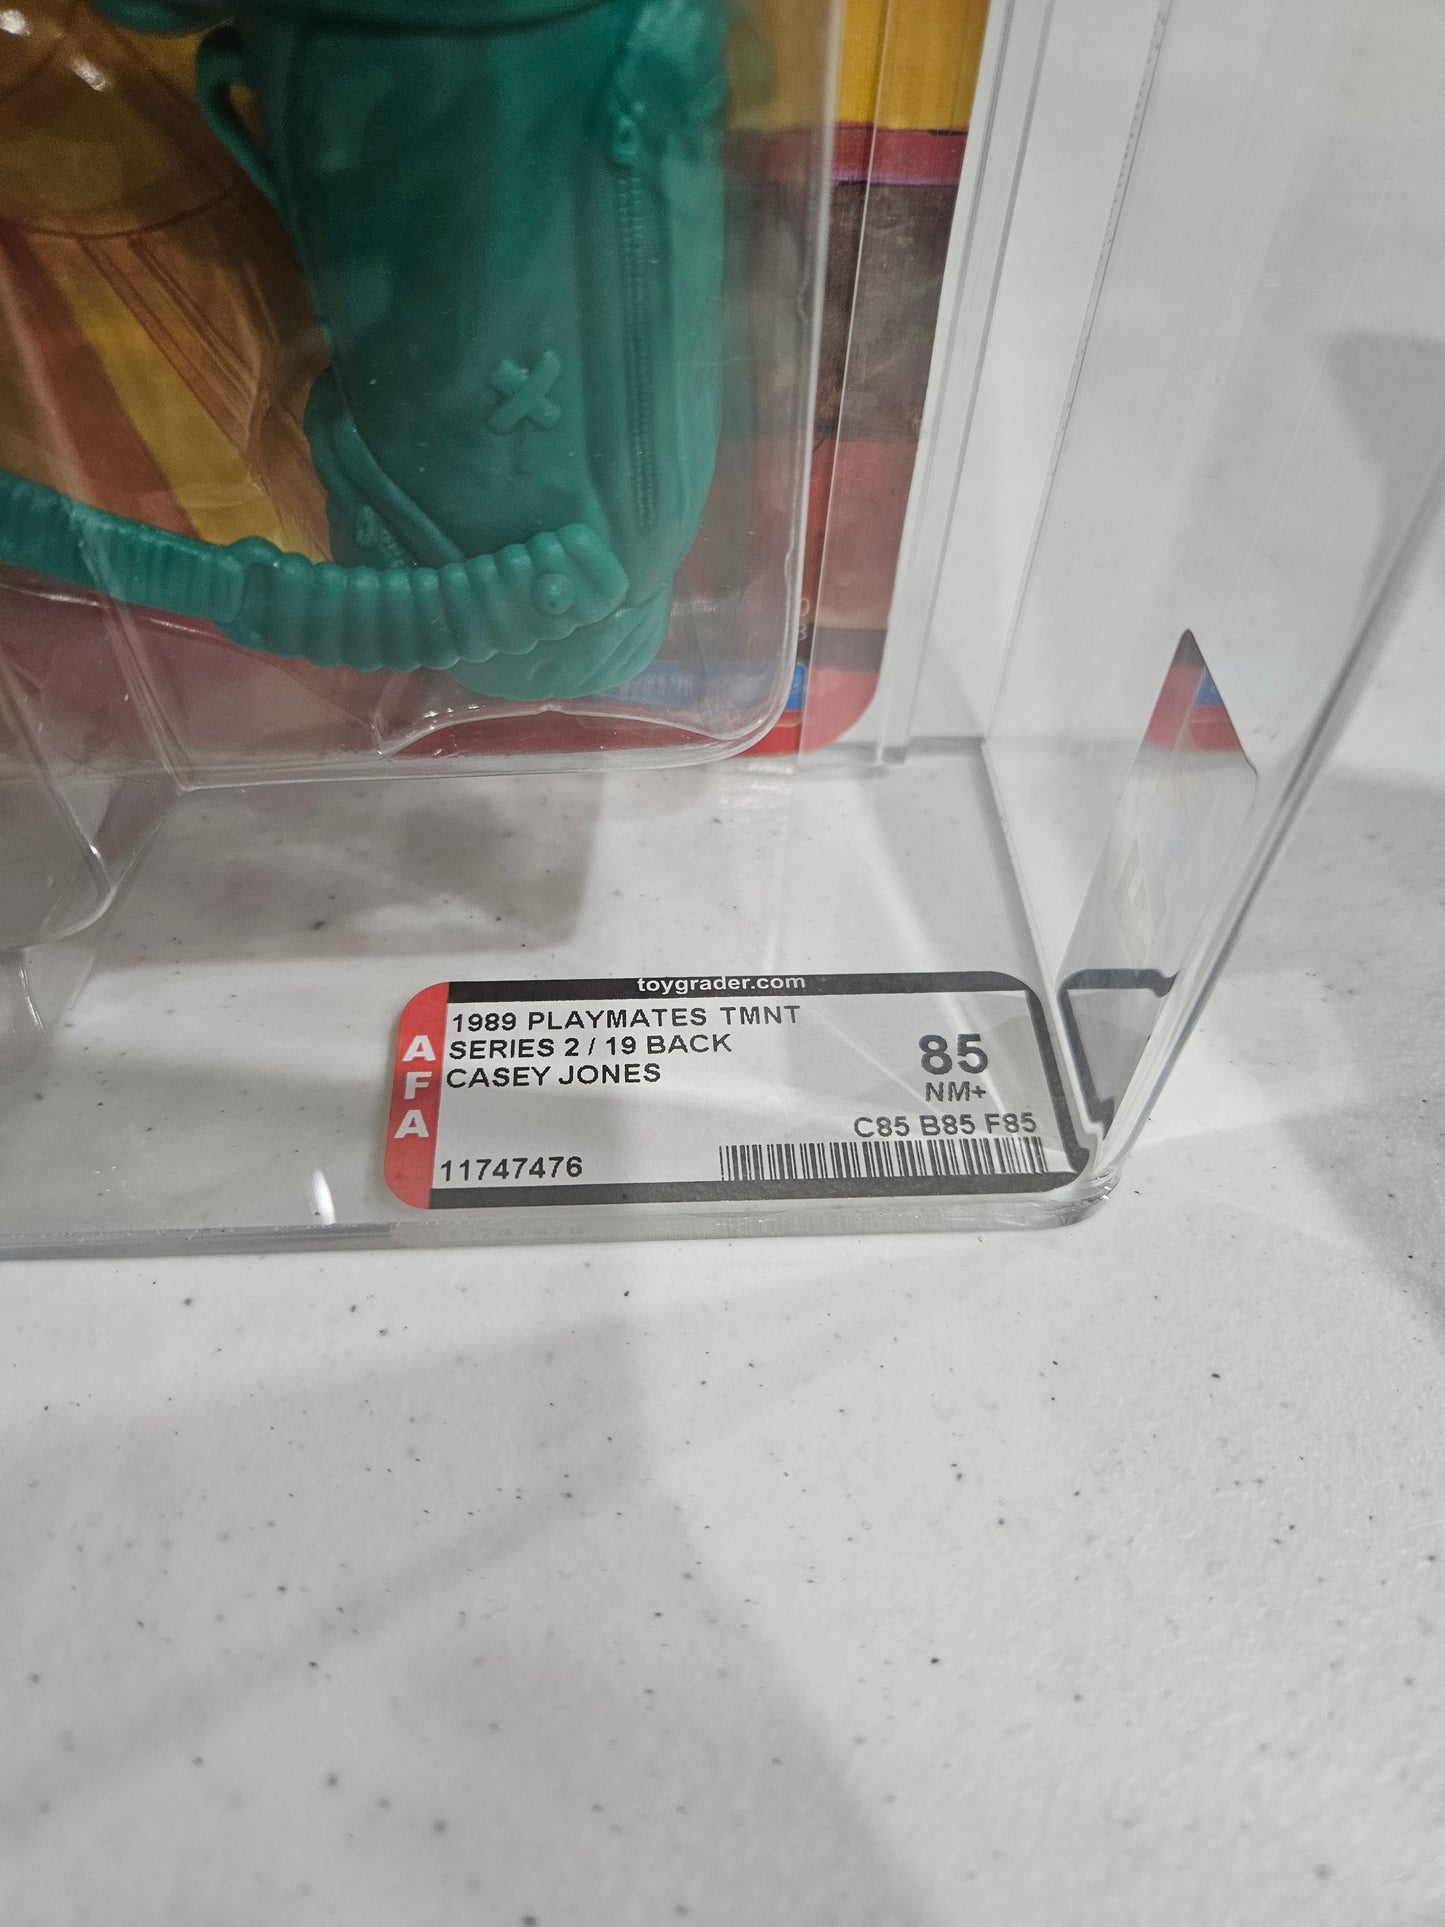 toygrader.com
AFA
1989 PLAYMATES TMNT
SERIES 2 / 19 BACK
CASEY JONES
85
NM+
C85 B85 F85
11747476